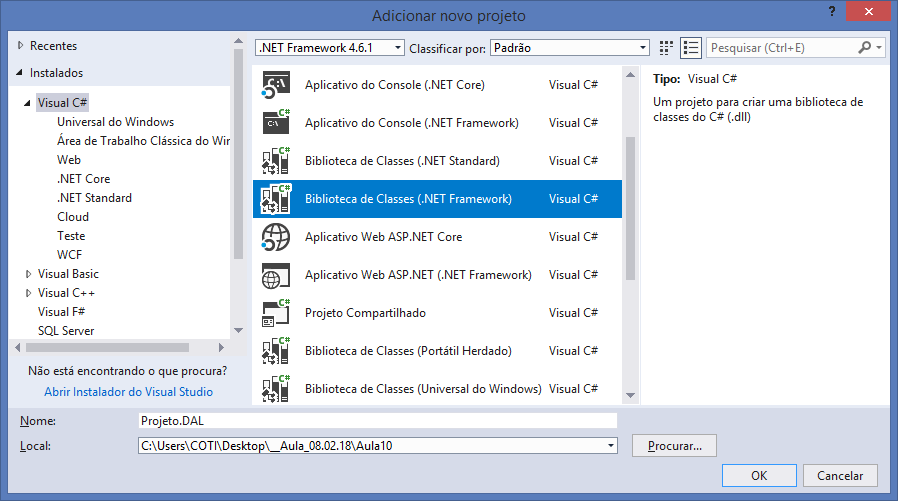 Adicionar novo projeto
? ×
Recentes
Instalados
Visual C#
Universal do Windows
Área de Trabalho Clássica do Wir
Web
.NET Core
.NET Standard
Cloud
Teste
WCF
Visual Basic
Visual C++
Visual F#
SQL Server
Não está encontrando o que procura?
Abrir Instalador do Visual Studio
.NET Framework 4.6.1 Classificar por: Padrão
Pesquisar (Ctrl+E)
Aplicativo do Console (.NET Core) Visual C#
Aplicativo do Console (.NET Framework) Visual C#
Biblioteca de Classes (.NET Standard) Visual C#
Biblioteca de Classes (.NET Framework) Visual C#
Aplicativo Web ASP.NET Core Visual C#
Aplicativo Web ASP.NET (.NET Framework) Visual C#
Projeto Compartilhado Visual C#
Biblioteca de Classes (Portátil Herdado) Visual C#
Biblioteca de Classes (Universal do Windows) Visual C#
Tipo: Visual C#
Um projeto para criar uma biblioteca de
classes do C# (.dll)
Nome: Projeto.DAL
Local: C:\Users\COTI\Desktop\__Aula_08.02.18\Aula10
Procurar...
OK Cancelar